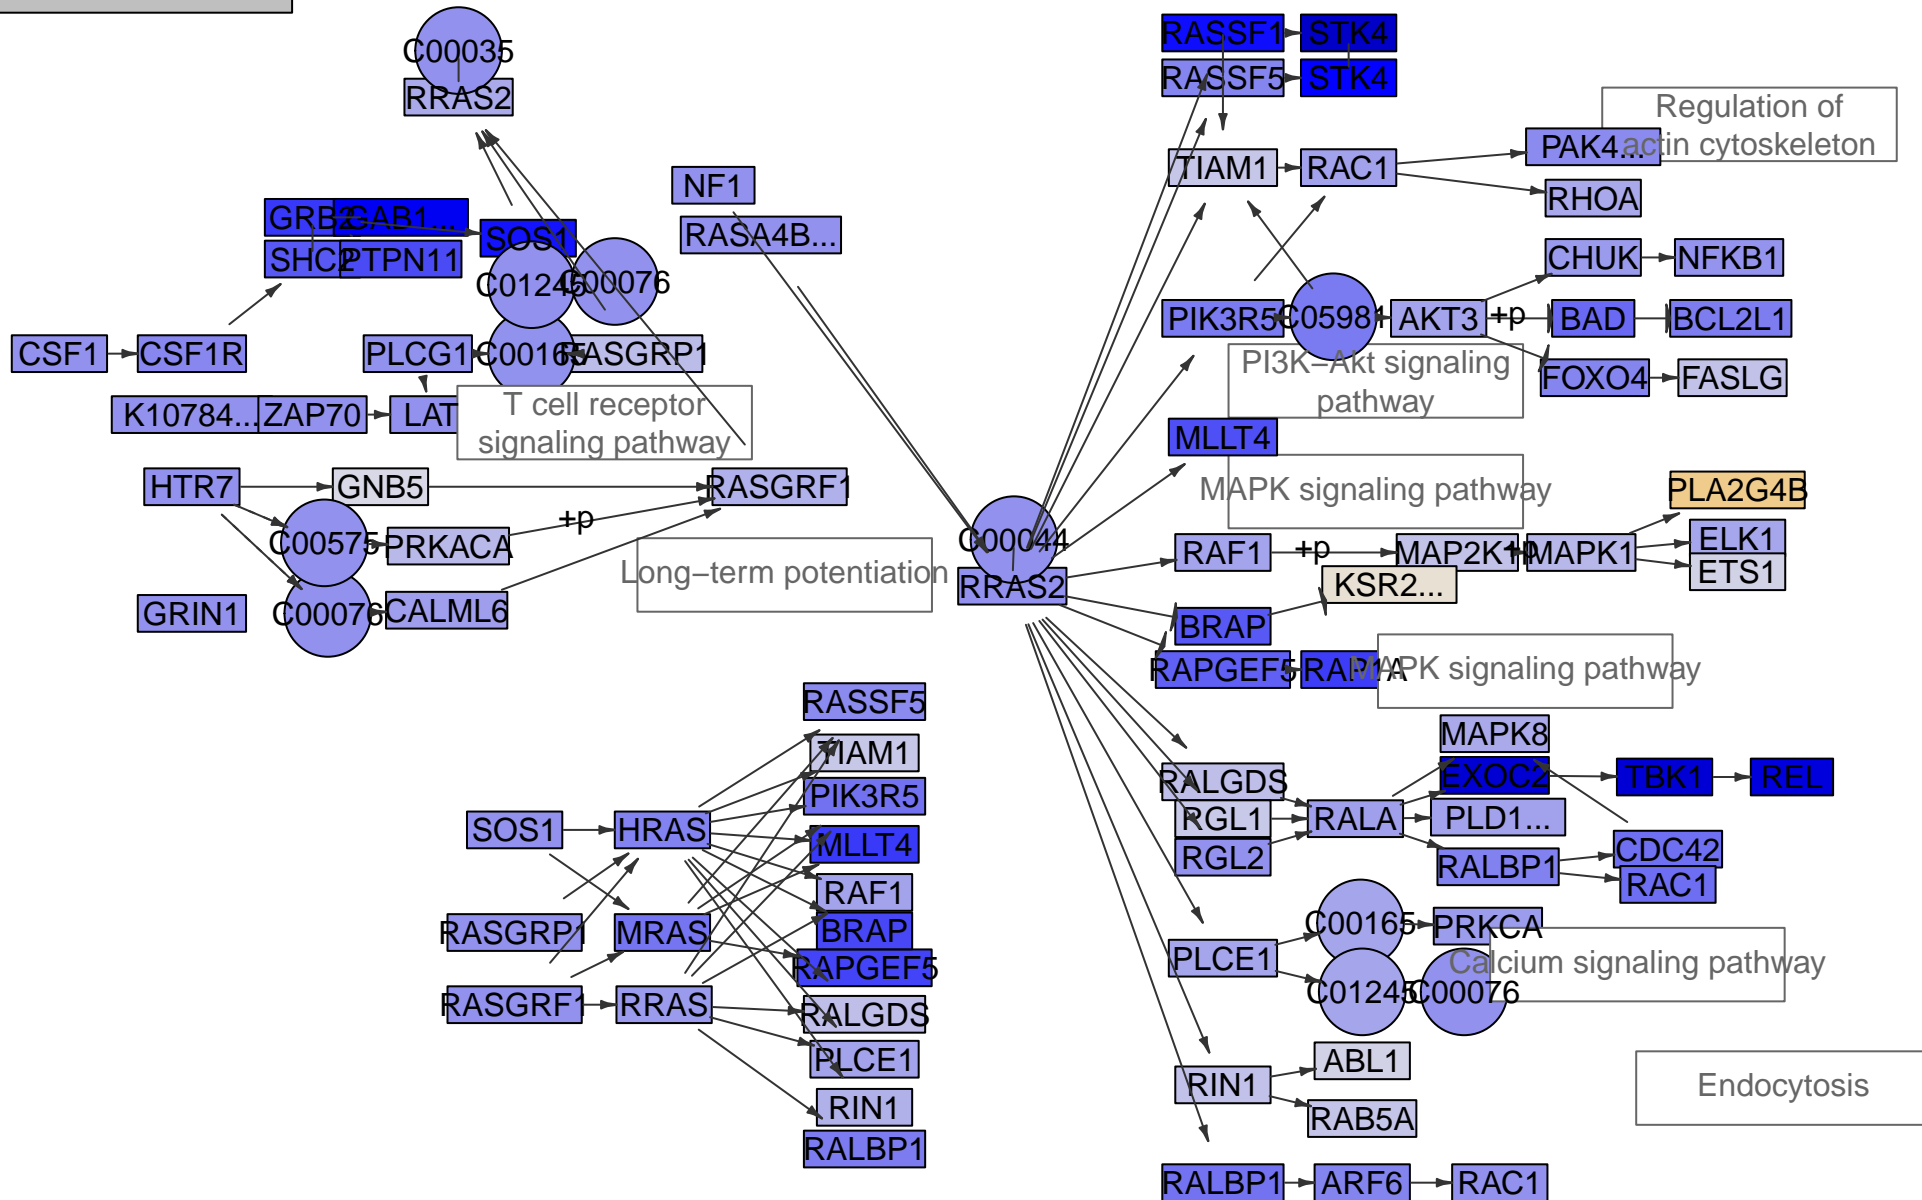 C00035
RRAS2
NF1
RASA4B...
GRB2
GAB1...
SHC2
PTPN11
SOS1
C01245
C00076
CSF1
CSF1R
PLCG1
C00165
RASGRP1
K10784...
ZAP70
LAT
T cell receptor
signaling pathway
HTR7
GNB5
RASGRF1
C00575
PRKACA
+p
GRIN1
C00076
CALML6
Long−term potentiation
C00044
RRAS2
RASSF1
STK4
RASSF5
STK4
Regulation of
actin cytoskeleton
PAK4...
TIAM1
RAC1
RHOA
CHUK
NFKB1
PIK3R5
C05981
AKT3
+p
BAD
BCL2L1
PI3K−Akt signaling
pathway
FOXO4
FASLG
MLLT4
MAPK signaling pathway
PLA2G4B
RAF1
+p
MAP2K1
+p
MAPK1
ELK1
ETS1
KSR2...
BRAP
RAPGEF5
RAP1A
MAPK signaling pathway
MAPK8
RALGDS
EXOC2
TBK1
REL
RGL1
RALA
PLD1...
RGL2
RALBP1
CDC42
RAC1
C00165
PRKCA
PLCE1
Calcium signaling pathway
C01245
C00076
RIN1
ABL1
RAB5A
Endocytosis
RALBP1
ARF6
RAC1
RASSF5
TIAM1
PIK3R5
SOS1
HRAS
MLLT4
RAF1
RASGRP1
MRAS
BRAP
RAPGEF5
RASGRF1
RRAS
RALGDS
PLCE1
RIN1
RALBP1